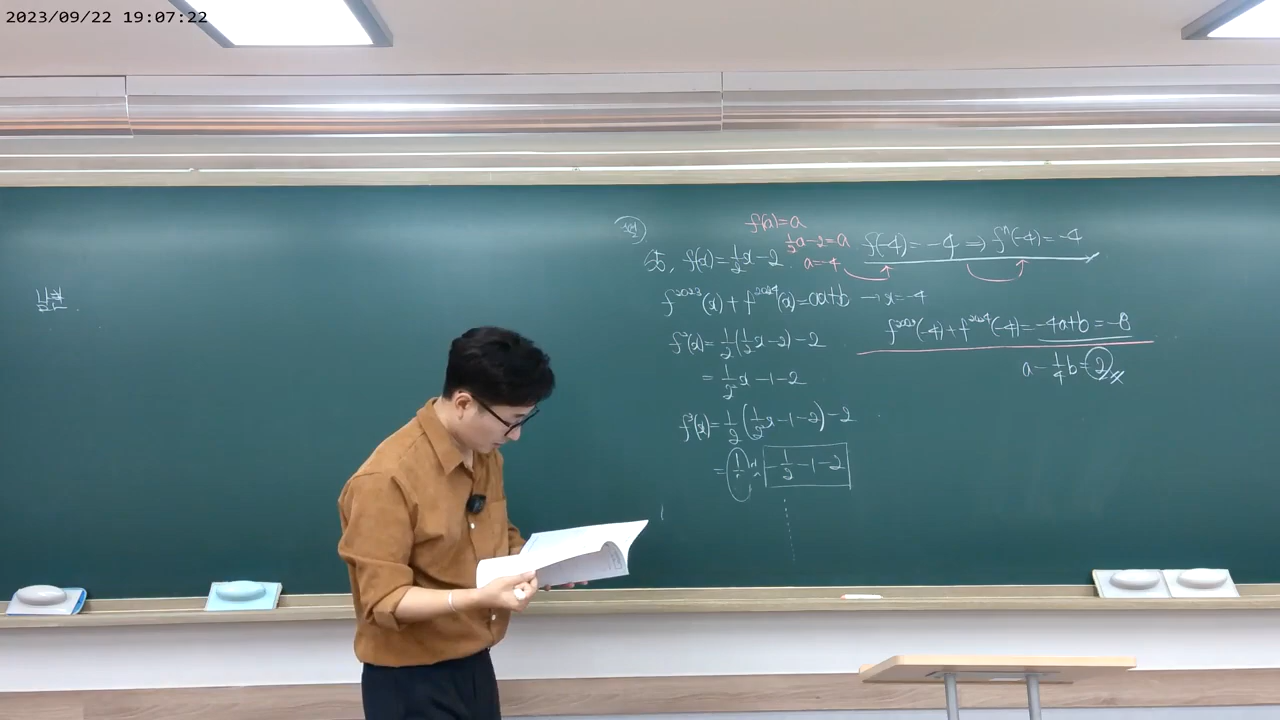 2023/09/22 19:07:22
f(a)=a
½a-2=a
a=-4
f(-4)=-4 ⇒ fⁿ(-4)=-4
f(x)=½x-2
f²⁰²³(x)+f²⁰²⁴(x)=ax+b → x=-4
f²⁰²³(-4)+f²⁰²⁴(-4)=-4a+b=-8
a-¼b=2
f²(x)=½(½x-2)-2
=1/2² x-1-2
f³(x)=½(1/2² x-1-2)-2
-½-1-2